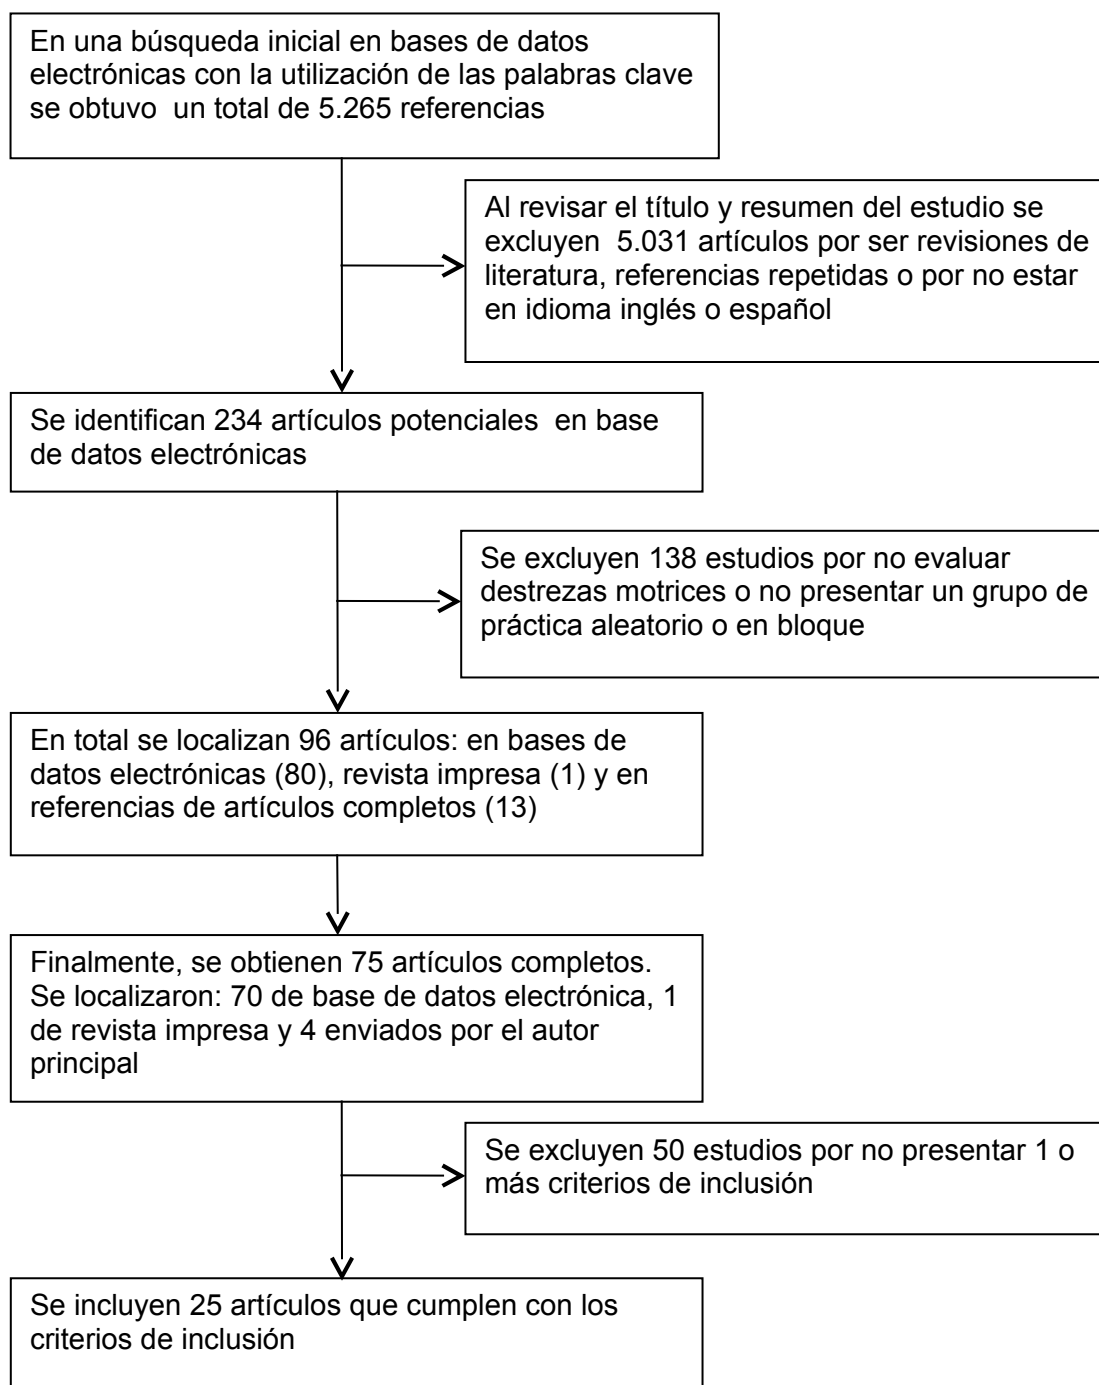 En una búsqueda inicial en bases de datos
electrónicas con la utilización de las palabras clave
se obtuvo  un total de 5.265 referencias
Al revisar el título y resumen del estudio se
excluyen  5.031 artículos por ser revisiones de
literatura, referencias repetidas o por no estar
en idioma inglés o español
Se identifican 234 artículos potenciales  en base
de datos electrónicas
Se excluyen 138 estudios por no evaluar
destrezas motrices o no presentar un grupo de
práctica aleatorio o en bloque
En total se localizan 96 artículos: en bases de
datos electrónicas (80), revista impresa (1) y en
referencias de artículos completos (13)
Finalmente, se obtienen 75 artículos completos.
Se localizaron: 70 de base de datos electrónica, 1
de revista impresa y 4 enviados por el autor
principal
Se excluyen 50 estudios por no presentar 1 o
más criterios de inclusión
Se incluyen 25 artículos que cumplen con los
criterios de inclusión